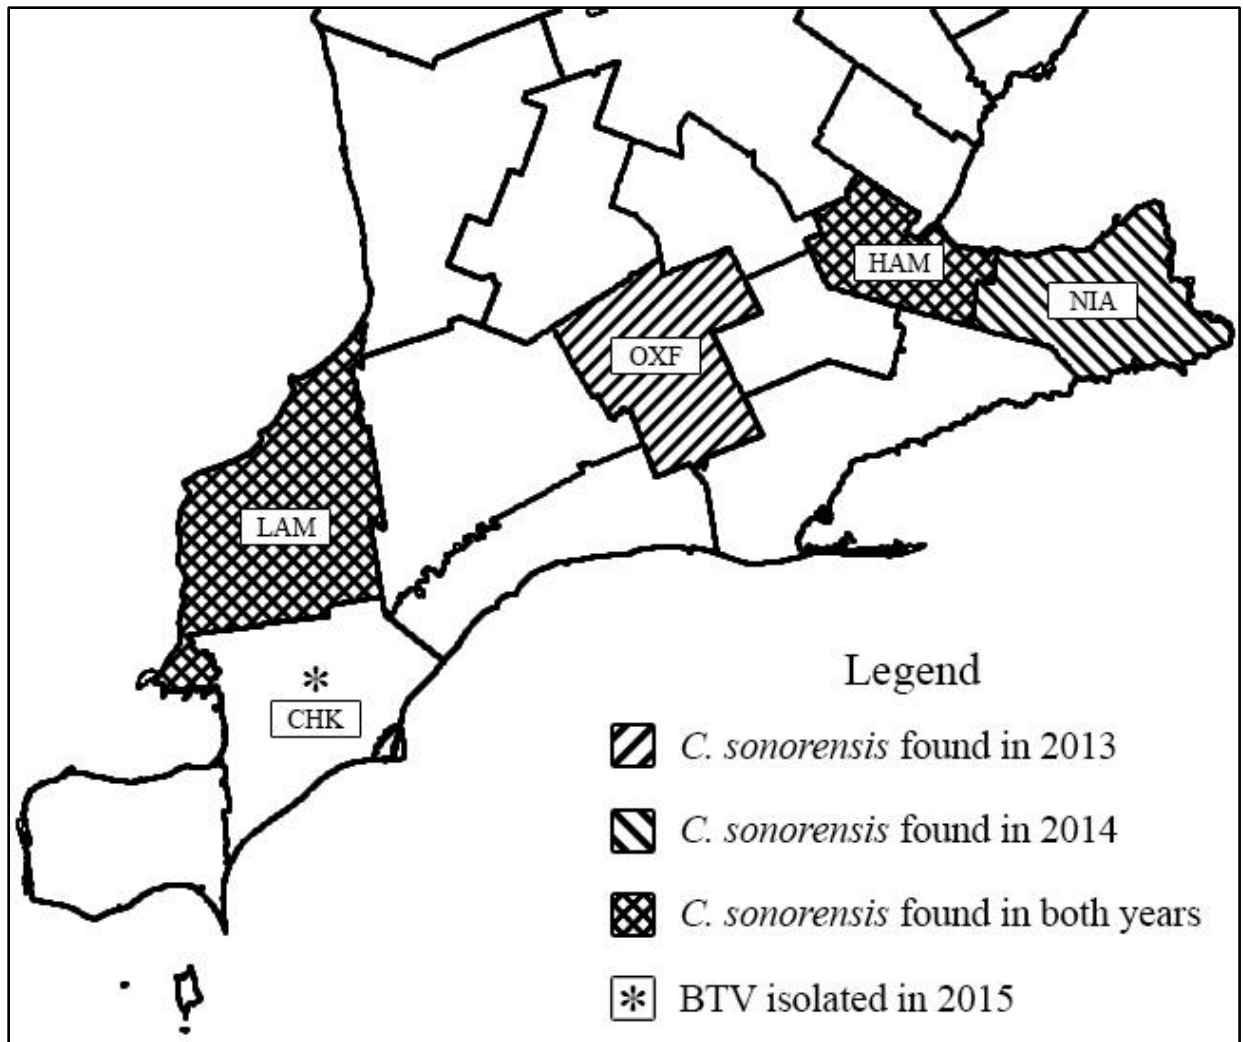 HAM
NIA
OXF
LAM
CHK
Legend
C. sonorensis found in 2013
C. sonorensis found in 2014
C. sonorensis found in both years
* BTV isolated in 2015